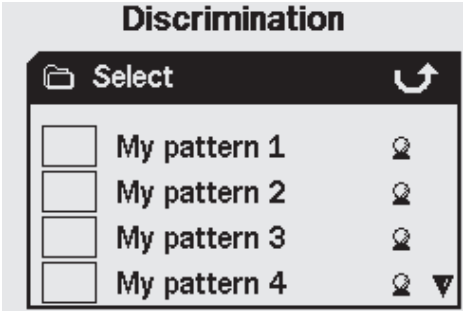 Discrimination
Select
My pattern 1
My pattern 2
My pattern 3
My pattern 4